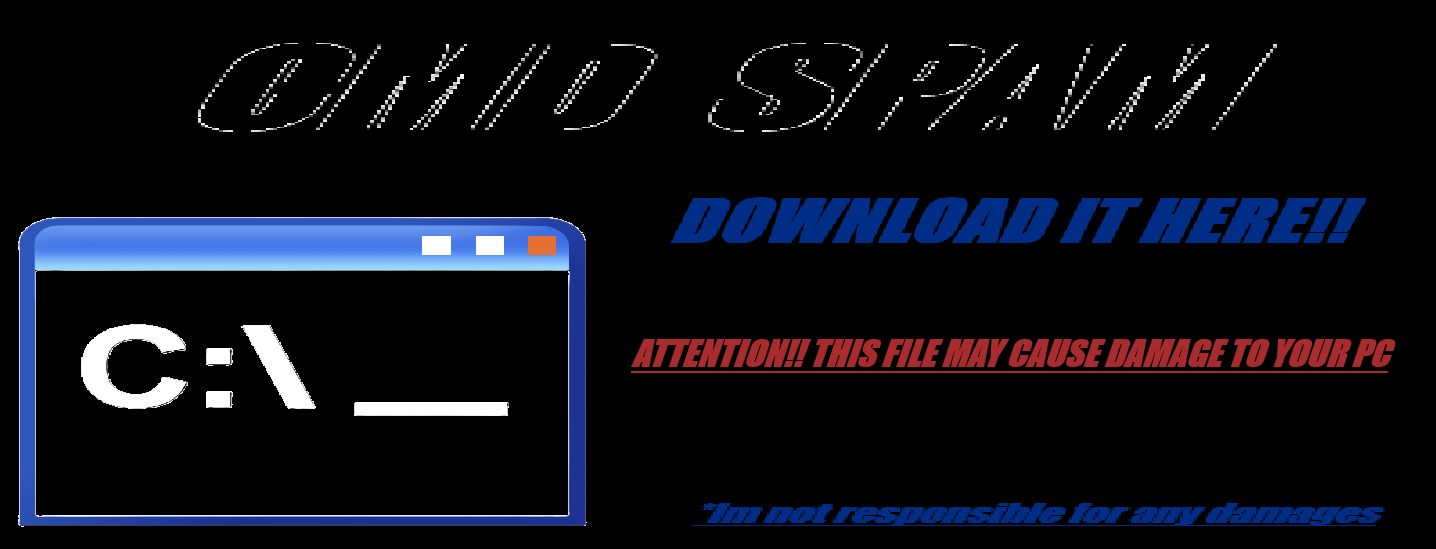 CMD SPAM
DOWNLOAD IT HERE!!
C:\ _
ATTENTION!! THIS FILE MAY CAUSE DAMAGE TO YOUR PC
*Im not responsible for any damages